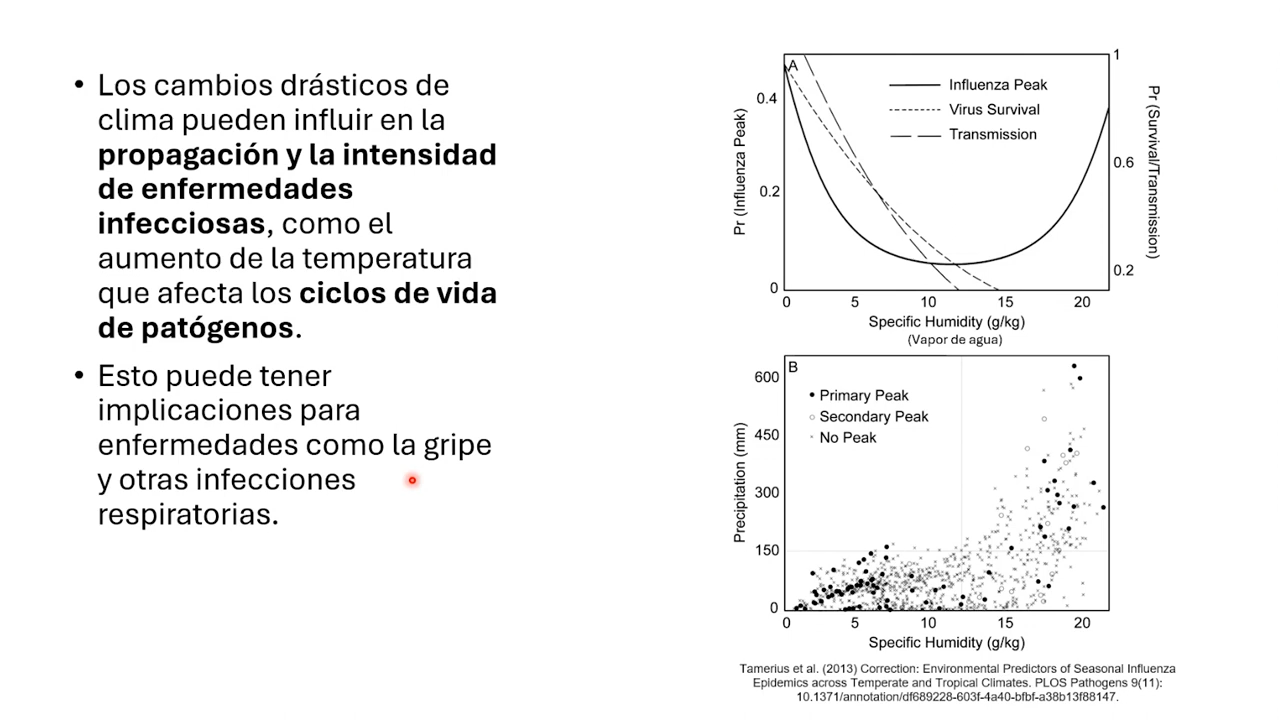 • Los cambios drásticos de
clima pueden influir en la
propagación y la intensidad
de enfermedades
infecciosas, como el
aumento de la temperatura
que afecta los ciclos de vida
de patógenos.
• Esto puede tener
implicaciones para
enfermedades como la gripe
y otras infecciones
respiratorias.
A
Influenza Peak
Virus Survival
Transmission
Pr (Influenza Peak)
0.4
0.2
0
1
0.6
0.2
Pr (Survival/Transmission)
0 5 10 15 20
Specific Humidity (g/kg)
(Vapor de agua)
B
Primary Peak
Secondary Peak
No Peak
Precipitation (mm)
600
450
300
150
0
0 5 10 15 20
Specific Humidity (g/kg)
Tamerius et al. (2013) Correction: Environmental Predictors of Seasonal Influenza
Epidemics across Temperate and Tropical Climates. PLOS Pathogens 9(11):
10.1371/annotation/df689228-603f-4a40-bfbf-a38b13f88147.